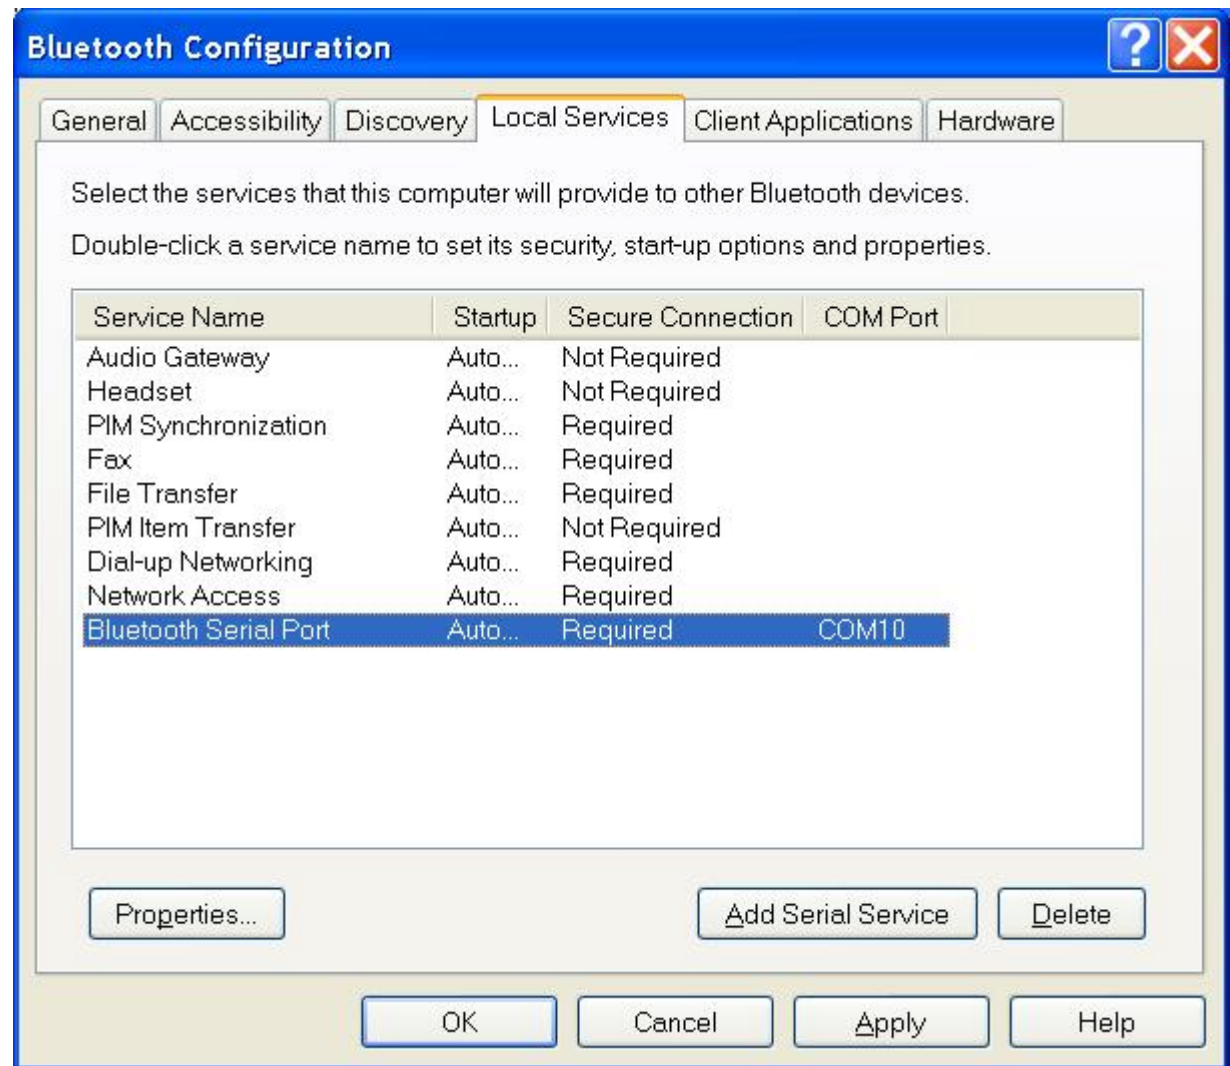 Bluetooth Configuration
General Accessibility Discovery Local Services Client Applications Hardware
Select the services that this computer will provide to other Bluetooth devices.
Double-click a service name to set its security, start-up options and properties.
Service Name Startup Secure Connection COM Port
Audio Gateway Auto... Not Required
Headset Auto... Not Required
PIM Synchronization Auto... Required
Fax Auto... Required
File Transfer Auto... Required
PIM Item Transfer Auto... Not Required
Dial-up Networking Auto... Required
Network Access Auto... Required
Bluetooth Serial Port Auto... Required COM10
Properties... Add Serial Service Delete
OK Cancel Apply Help